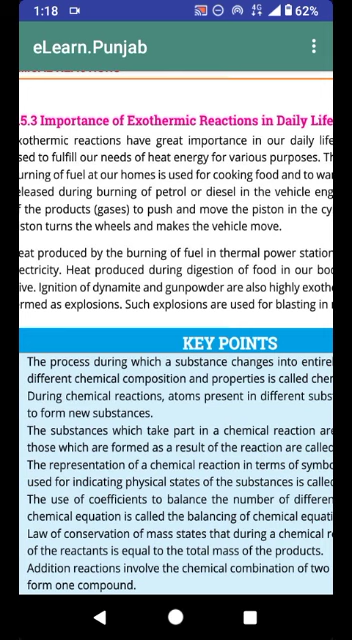 1:18
4G
62%
eLearn.Punjab
5.3 Importance of Exothermic Reactions in Daily Life
xothermic reactions have great importance in our daily life
sed to fulfill our needs of heat energy for various purposes. Th
urning of fuel at our homes is used for cooking food and to wa
eleased during burning of petrol or diesel in the vehicle eng
f the products (gases) to push and move the piston in the cy
ston turns the wheels and makes the vehicle move.
eat produced by the burning of fuel in thermal power station
ectricity. Heat produced during digestion of food in our bo
ive. Ignition of dynamite and gunpowder are also highly exoth
rmed as explosions. Such explosions are used for blasting in
KEY POINTS
The process during which a substance changes into entire
different chemical composition and properties is called cher
During chemical reactions, atoms present in different subs
to form new substances.
The substances which take part in a chemical reaction are
those which are formed as a result of the reaction are called
The representation of a chemical reaction in terms of symbo
used for indicating physical states of the substances is called
The use of coefficients to balance the number of differen
chemical equation is called the balancing of chemical equati
Law of conservation of mass states that during a chemical r
of the reactants is equal to the total mass of the products.
Addition reactions involve the chemical combination of two
form one compound.